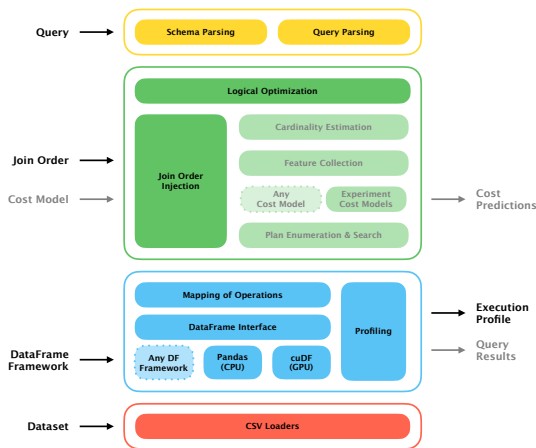 Query
Schema Parsing
Query Parsing
Logical Optimization
Join Order
Injection
Cardinality Estimation
Feature Collection
Any
Cost Model
Experiment
Cost Models
Plan Enumeration & Search
Join Order
Cost Model
Cost
Predictions
Mapping of Operations
DataFrame Interface
Any DF
Framework
Pandas
(CPU)
cuDF
(GPU)
Profiling
Execution
Profile
Query
Results
DataFrame
Framework
Dataset
CSV Loaders